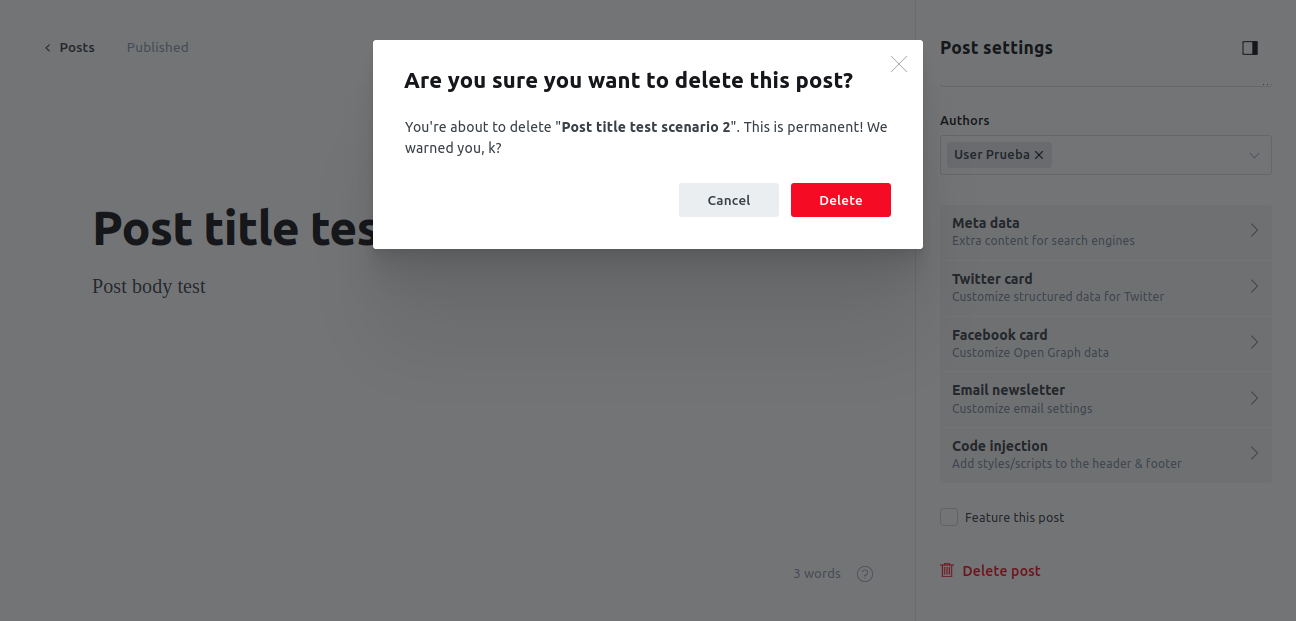 Posts
Published
Are you sure you want to delete this post?
You're about to delete "Post title test scenario 2". This is permanent! We
warned you, k?
Cancel
Delete
Post title tes
Post body test
3 words
?
Post settings
Authors
User Prueba
Meta data
Extra content for search engines
Twitter card
Customize structured data for Twitter
Facebook card
Customize Open Graph data
Email newsletter
Customize email settings
Code injection
Add styles/scripts to the header & footer
Feature this post
Delete post